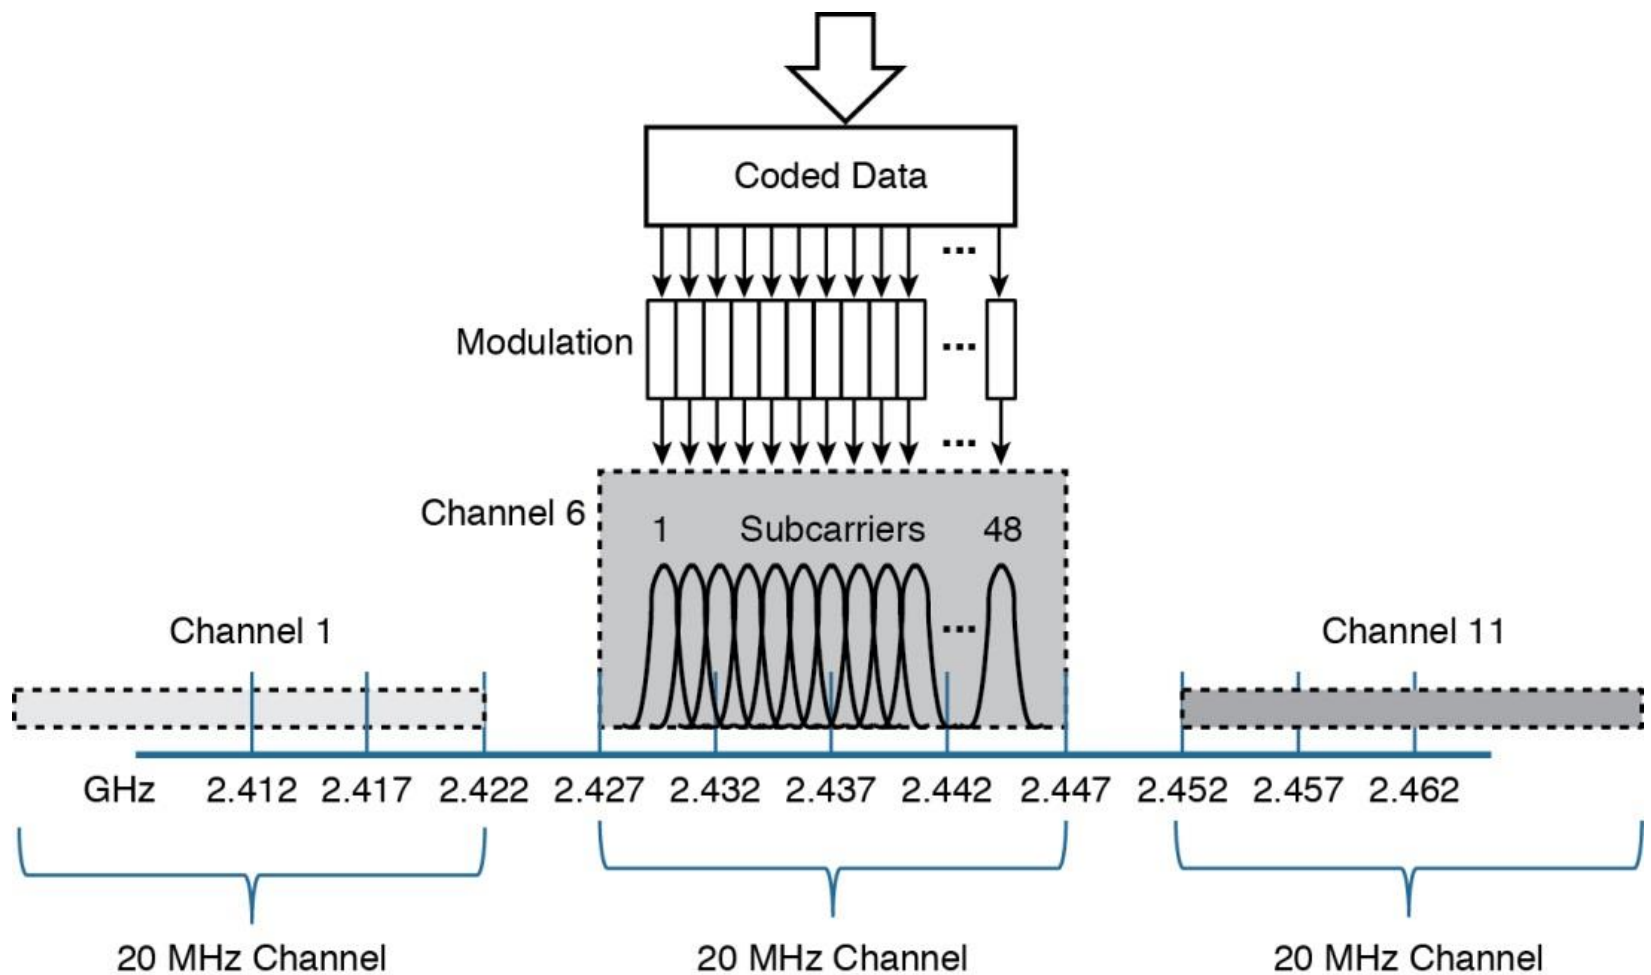 Coded Data
...
Modulation
...
...
Channel 6
1 Subcarriers 48
...
Channel 1
Channel 11
GHz 2.412 2.417 2.422 2.427 2.432 2.437 2.442 2.447 2.452 2.457 2.462
20 MHz Channel 20 MHz Channel 20 MHz Channel